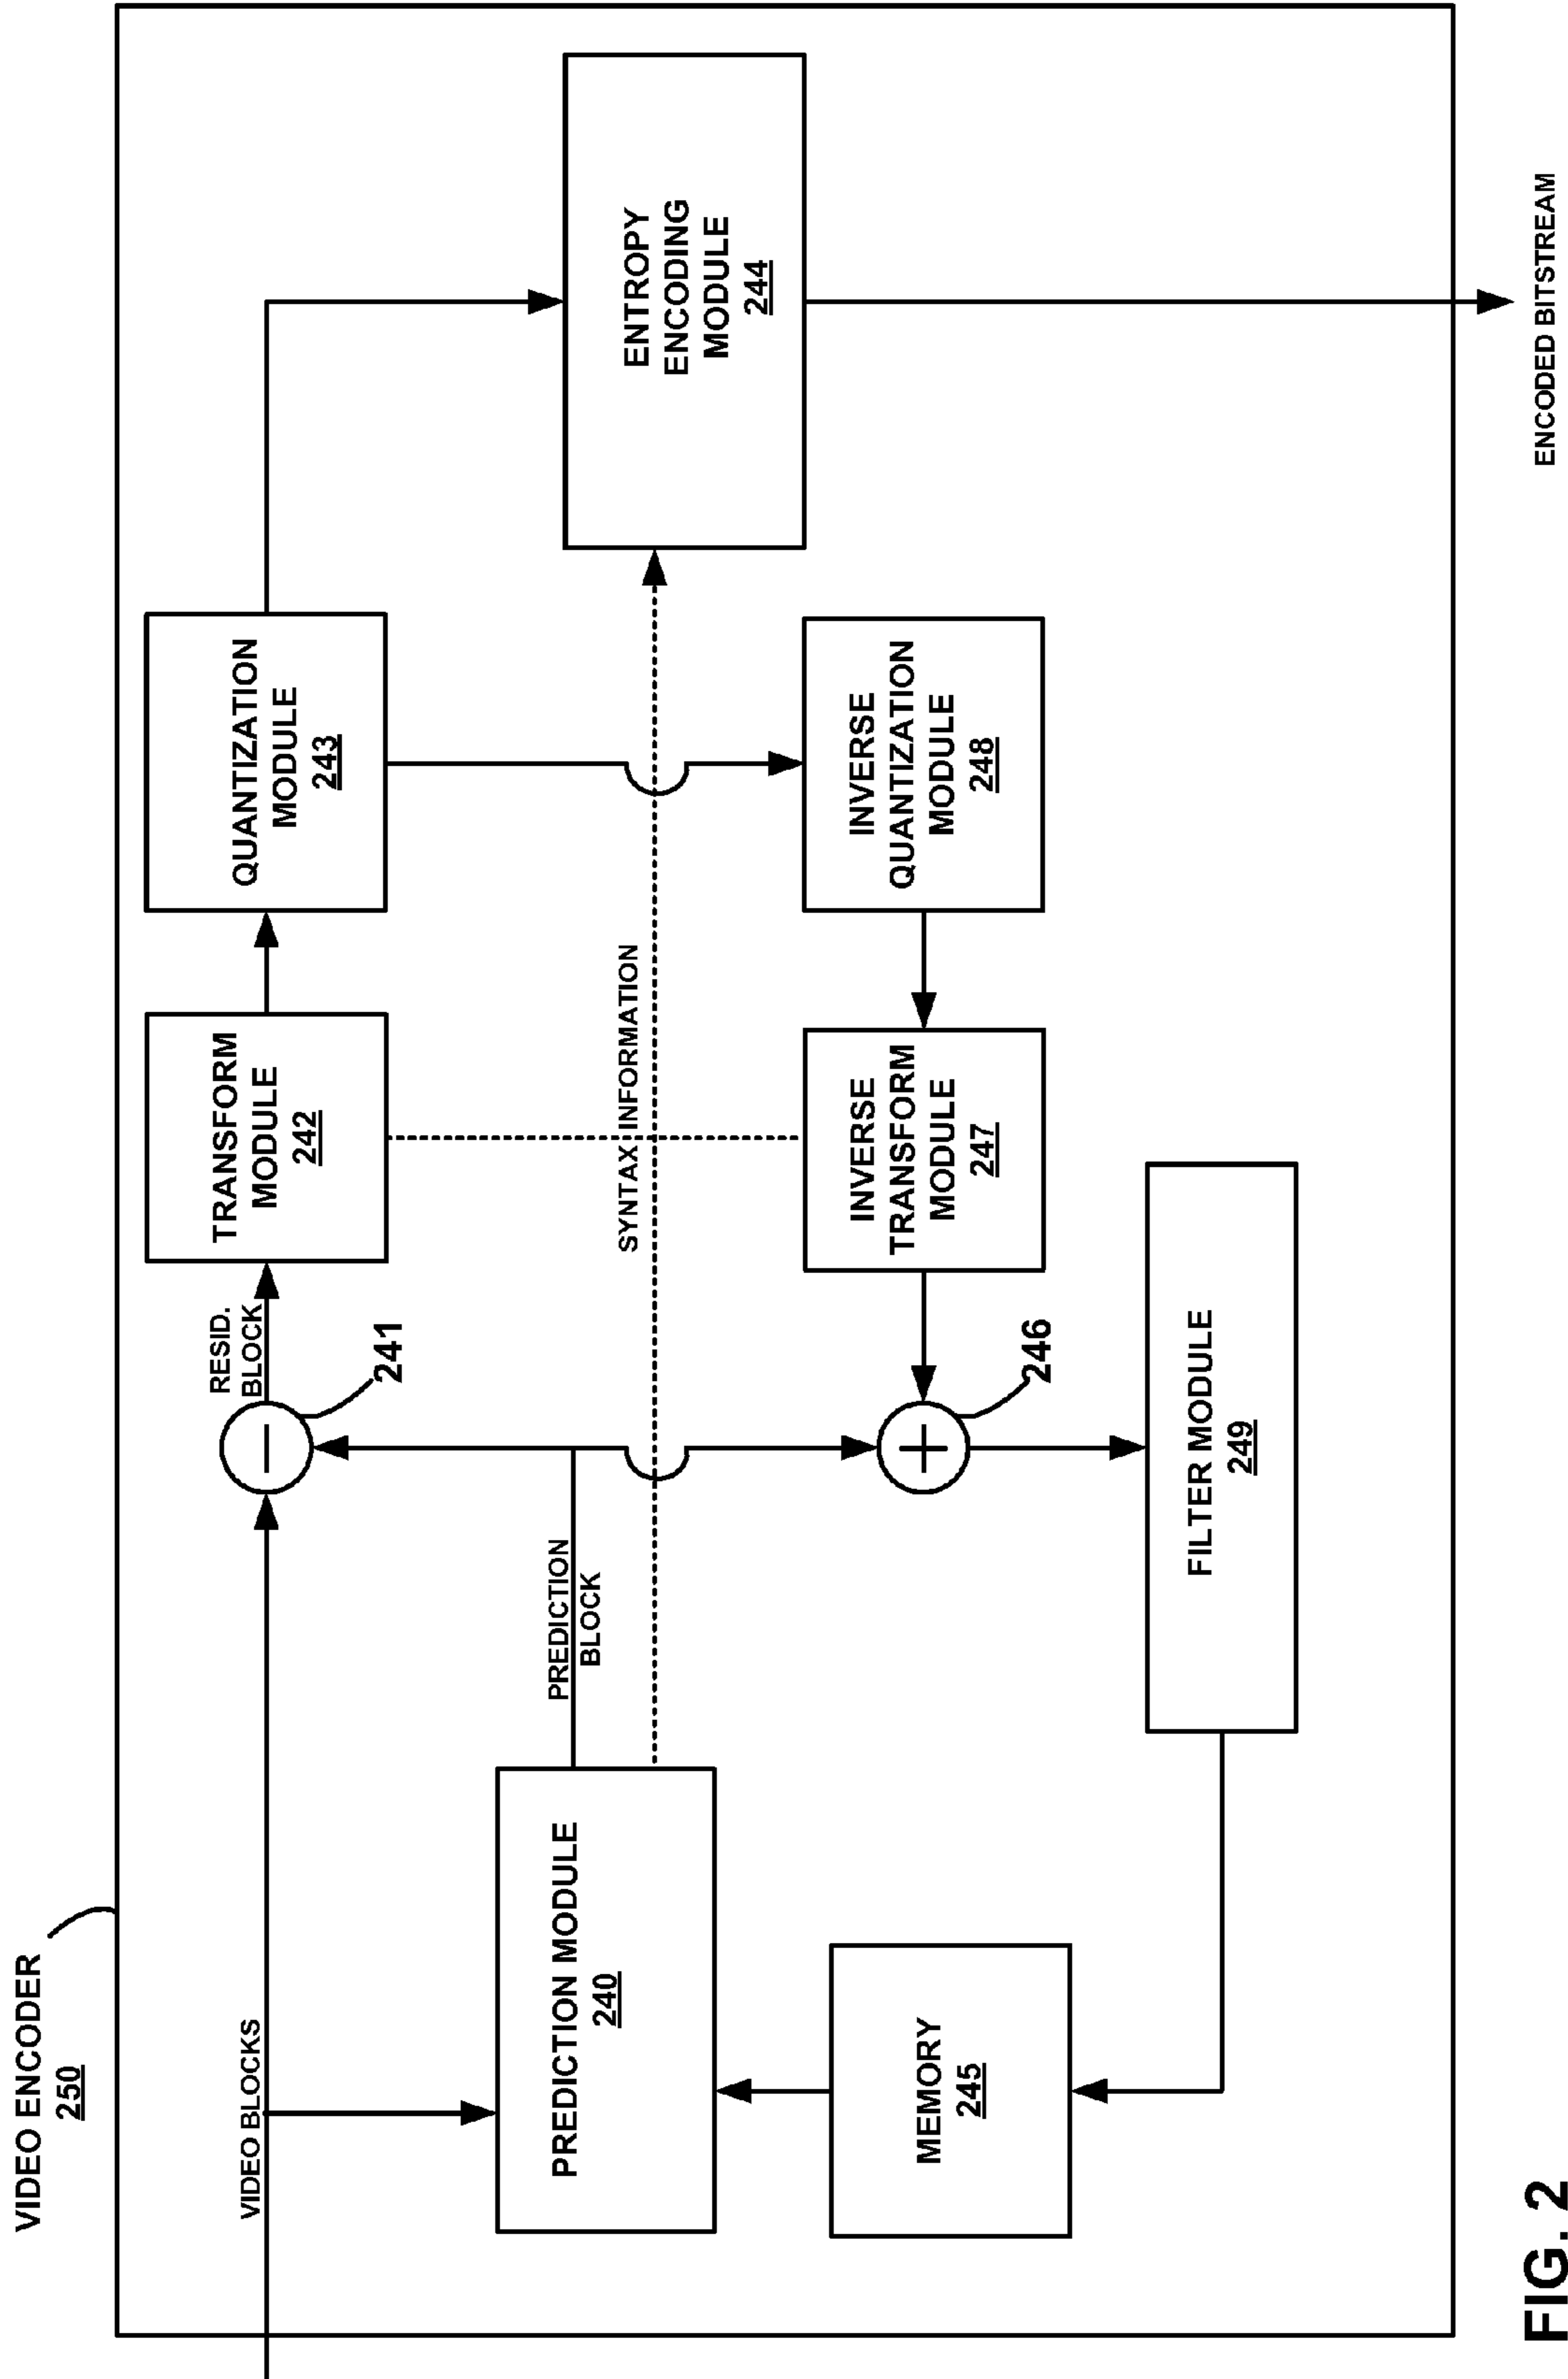 VIDEO ENCODER
250
VIDEO BLOCKS
RESID.
BLOCK
241
TRANSFORM
MODULE
242
QUANTIZATION
MODULE
243
PREDICTION MODULE
240
PREDICTION
BLOCK
SYNTAX INFORMATION
ENTROPY
ENCODING
MODULE
244
MEMORY
245
246
INVERSE
TRANSFORM
MODULE
247
INVERSE
QUANTIZATION
MODULE
248
FILTER MODULE
249
ENCODED BITSTREAM
FIG. 2